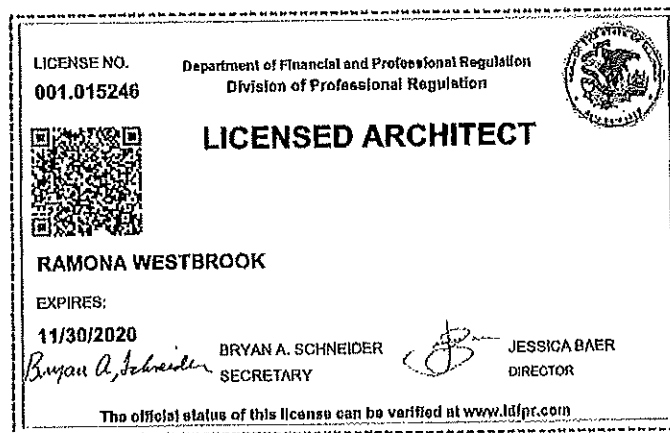 LICENSE NO.
001.015246
Department of Financial and Professional Regulation
Division of Professional Regulation
LICENSED ARCHITECT
RAMONA WESTBROOK
EXPIRES:
11/30/2020
Bryan A. Schneider
BRYAN A. SCHNEIDER
SECRETARY
JESSICA BAER
DIRECTOR
The official status of this license can be verified at www.idfpr.com